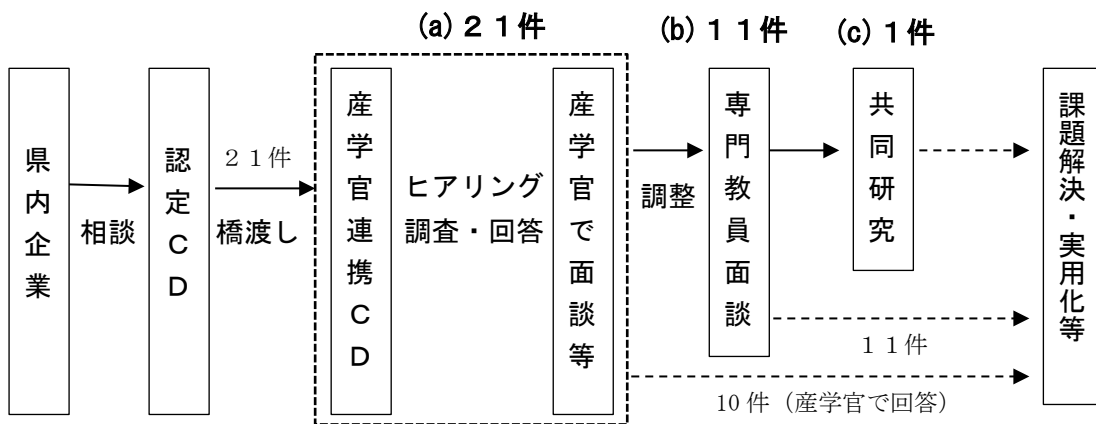 (a) ２１件
(b) １１件
(c) １件
県内企業
相談
認定ＣＤ
２１件
橋渡し
産学官連携ＣＤ
ヒアリング
調査・回答
産学官で面談等
調整
専門教員面談
共同研究
課題解決・実用化等
１１件
10 件（産学官で回答）